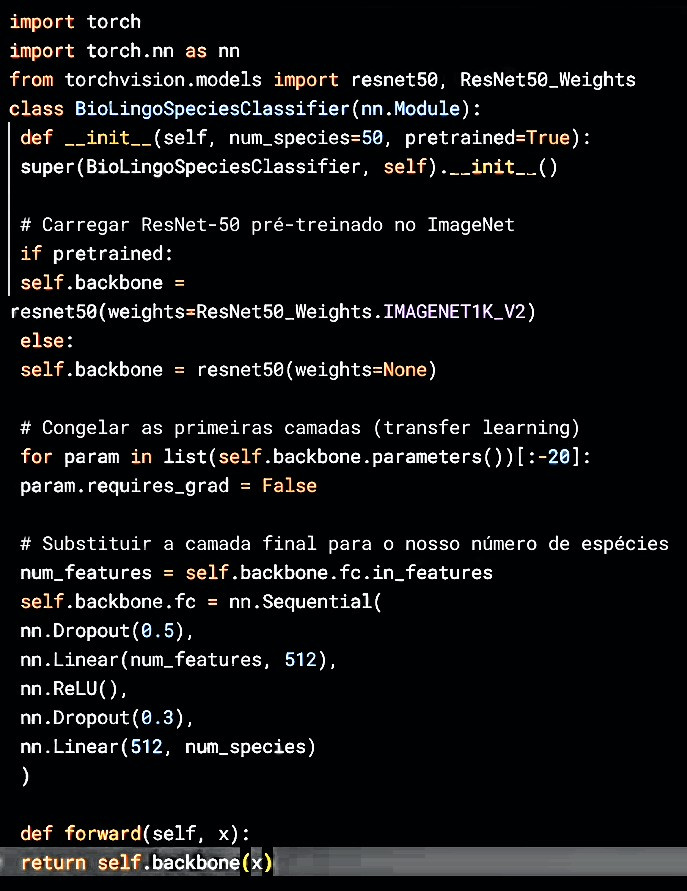 import torch
import torch.nn as nn
from torchvision.models import resnet50, ResNet50_Weights
class BioLingoSpeciesClassifier(nn.Module):
def __init__(self, num_species=50, pretrained=True):
super(BioLingoSpeciesClassifier, self).__init__()
# Carregar ResNet-50 pré-treinado no ImageNet
if pretrained:
self.backbone =
resnet50(weights=ResNet50_Weights.IMAGENET1K_V2)
else:
self.backbone = resnet50(weights=None)
# Congelar as primeiras camadas (transfer learning)
for param in list(self.backbone.parameters())[:-20]:
param.requires_grad = False
# Substituir a camada final para o nosso número de espécies
num_features = self.backbone.fc.in_features
self.backbone.fc = nn.Sequential(
nn.Dropout(0.5),
nn.Linear(num_features, 512),
nn.ReLU(),
nn.Dropout(0.3),
nn.Linear(512, num_species)
)
def forward(self, x):
return self.backbone(x)